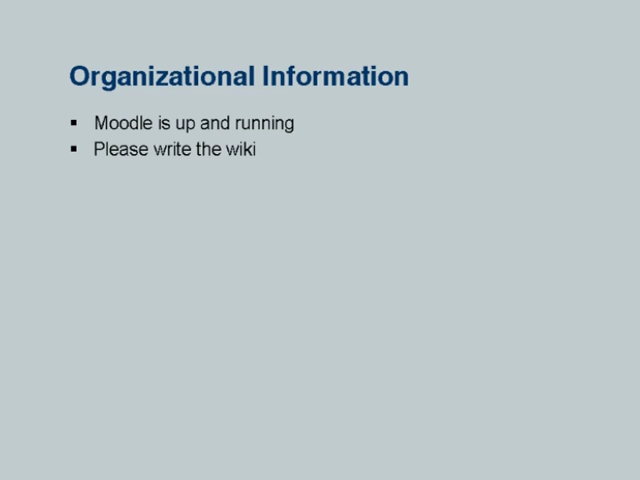 Organizational Information
▪ Moodle is up and running
▪ Please write the wiki